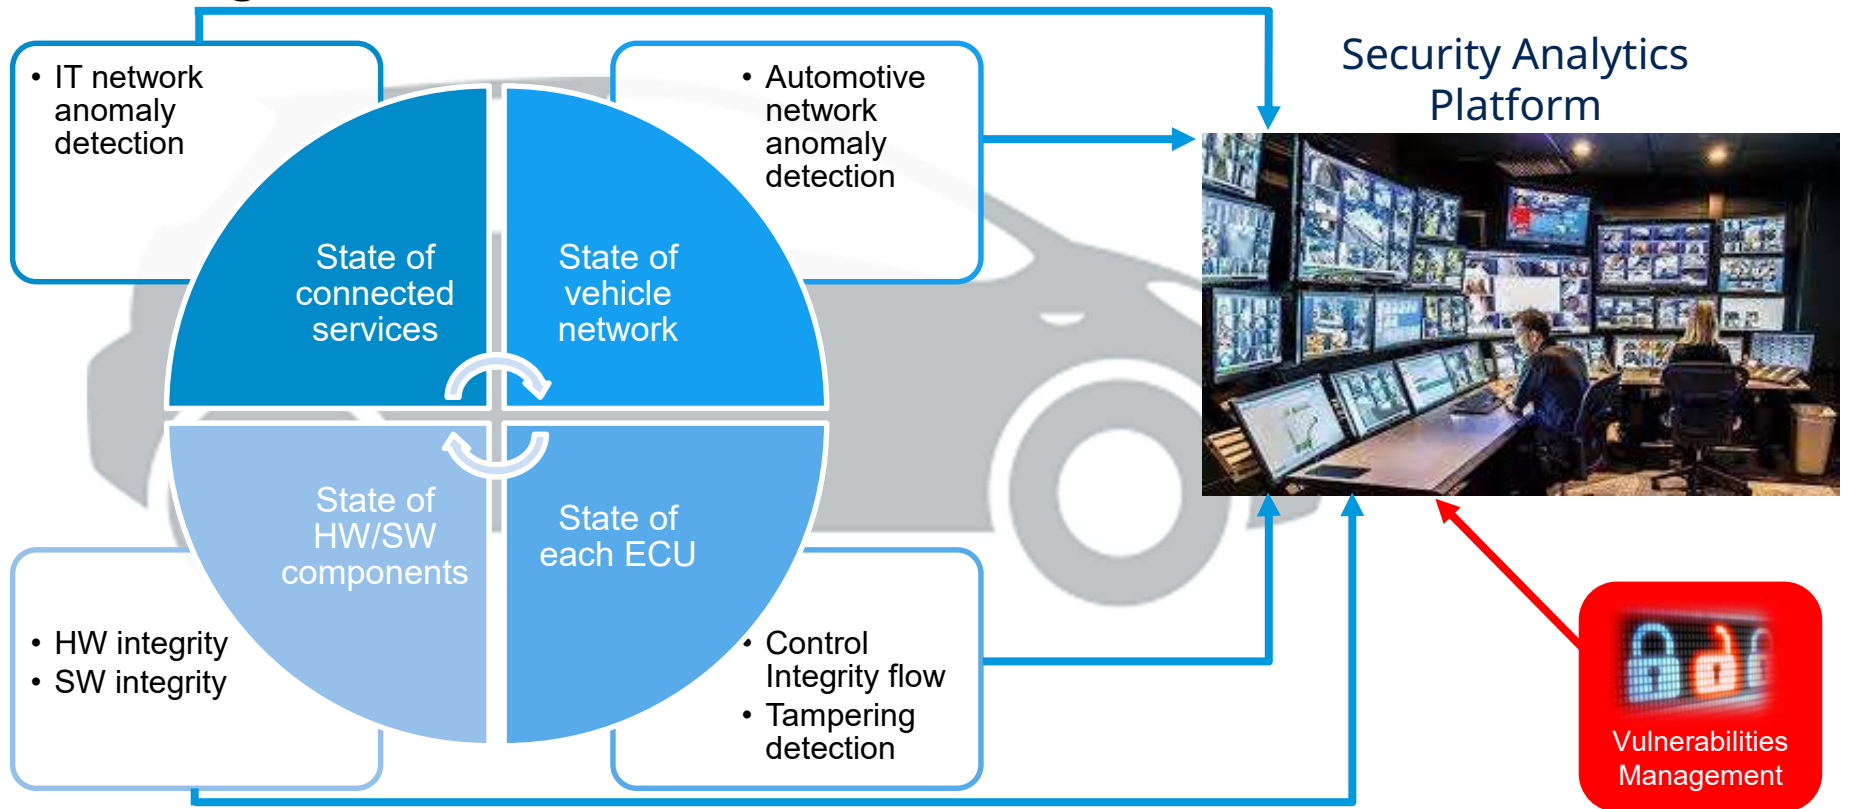 • IT network
anomaly
detection
• Automotive
network
anomaly
detection
Security Analytics
Platform
State of
connected
services
State of
vehicle
network
State of
HW/SW
components
State of
each ECU
• HW integrity
• SW integrity
• Control
Integrity flow
• Tampering
detection
Vulnerabilities
Management